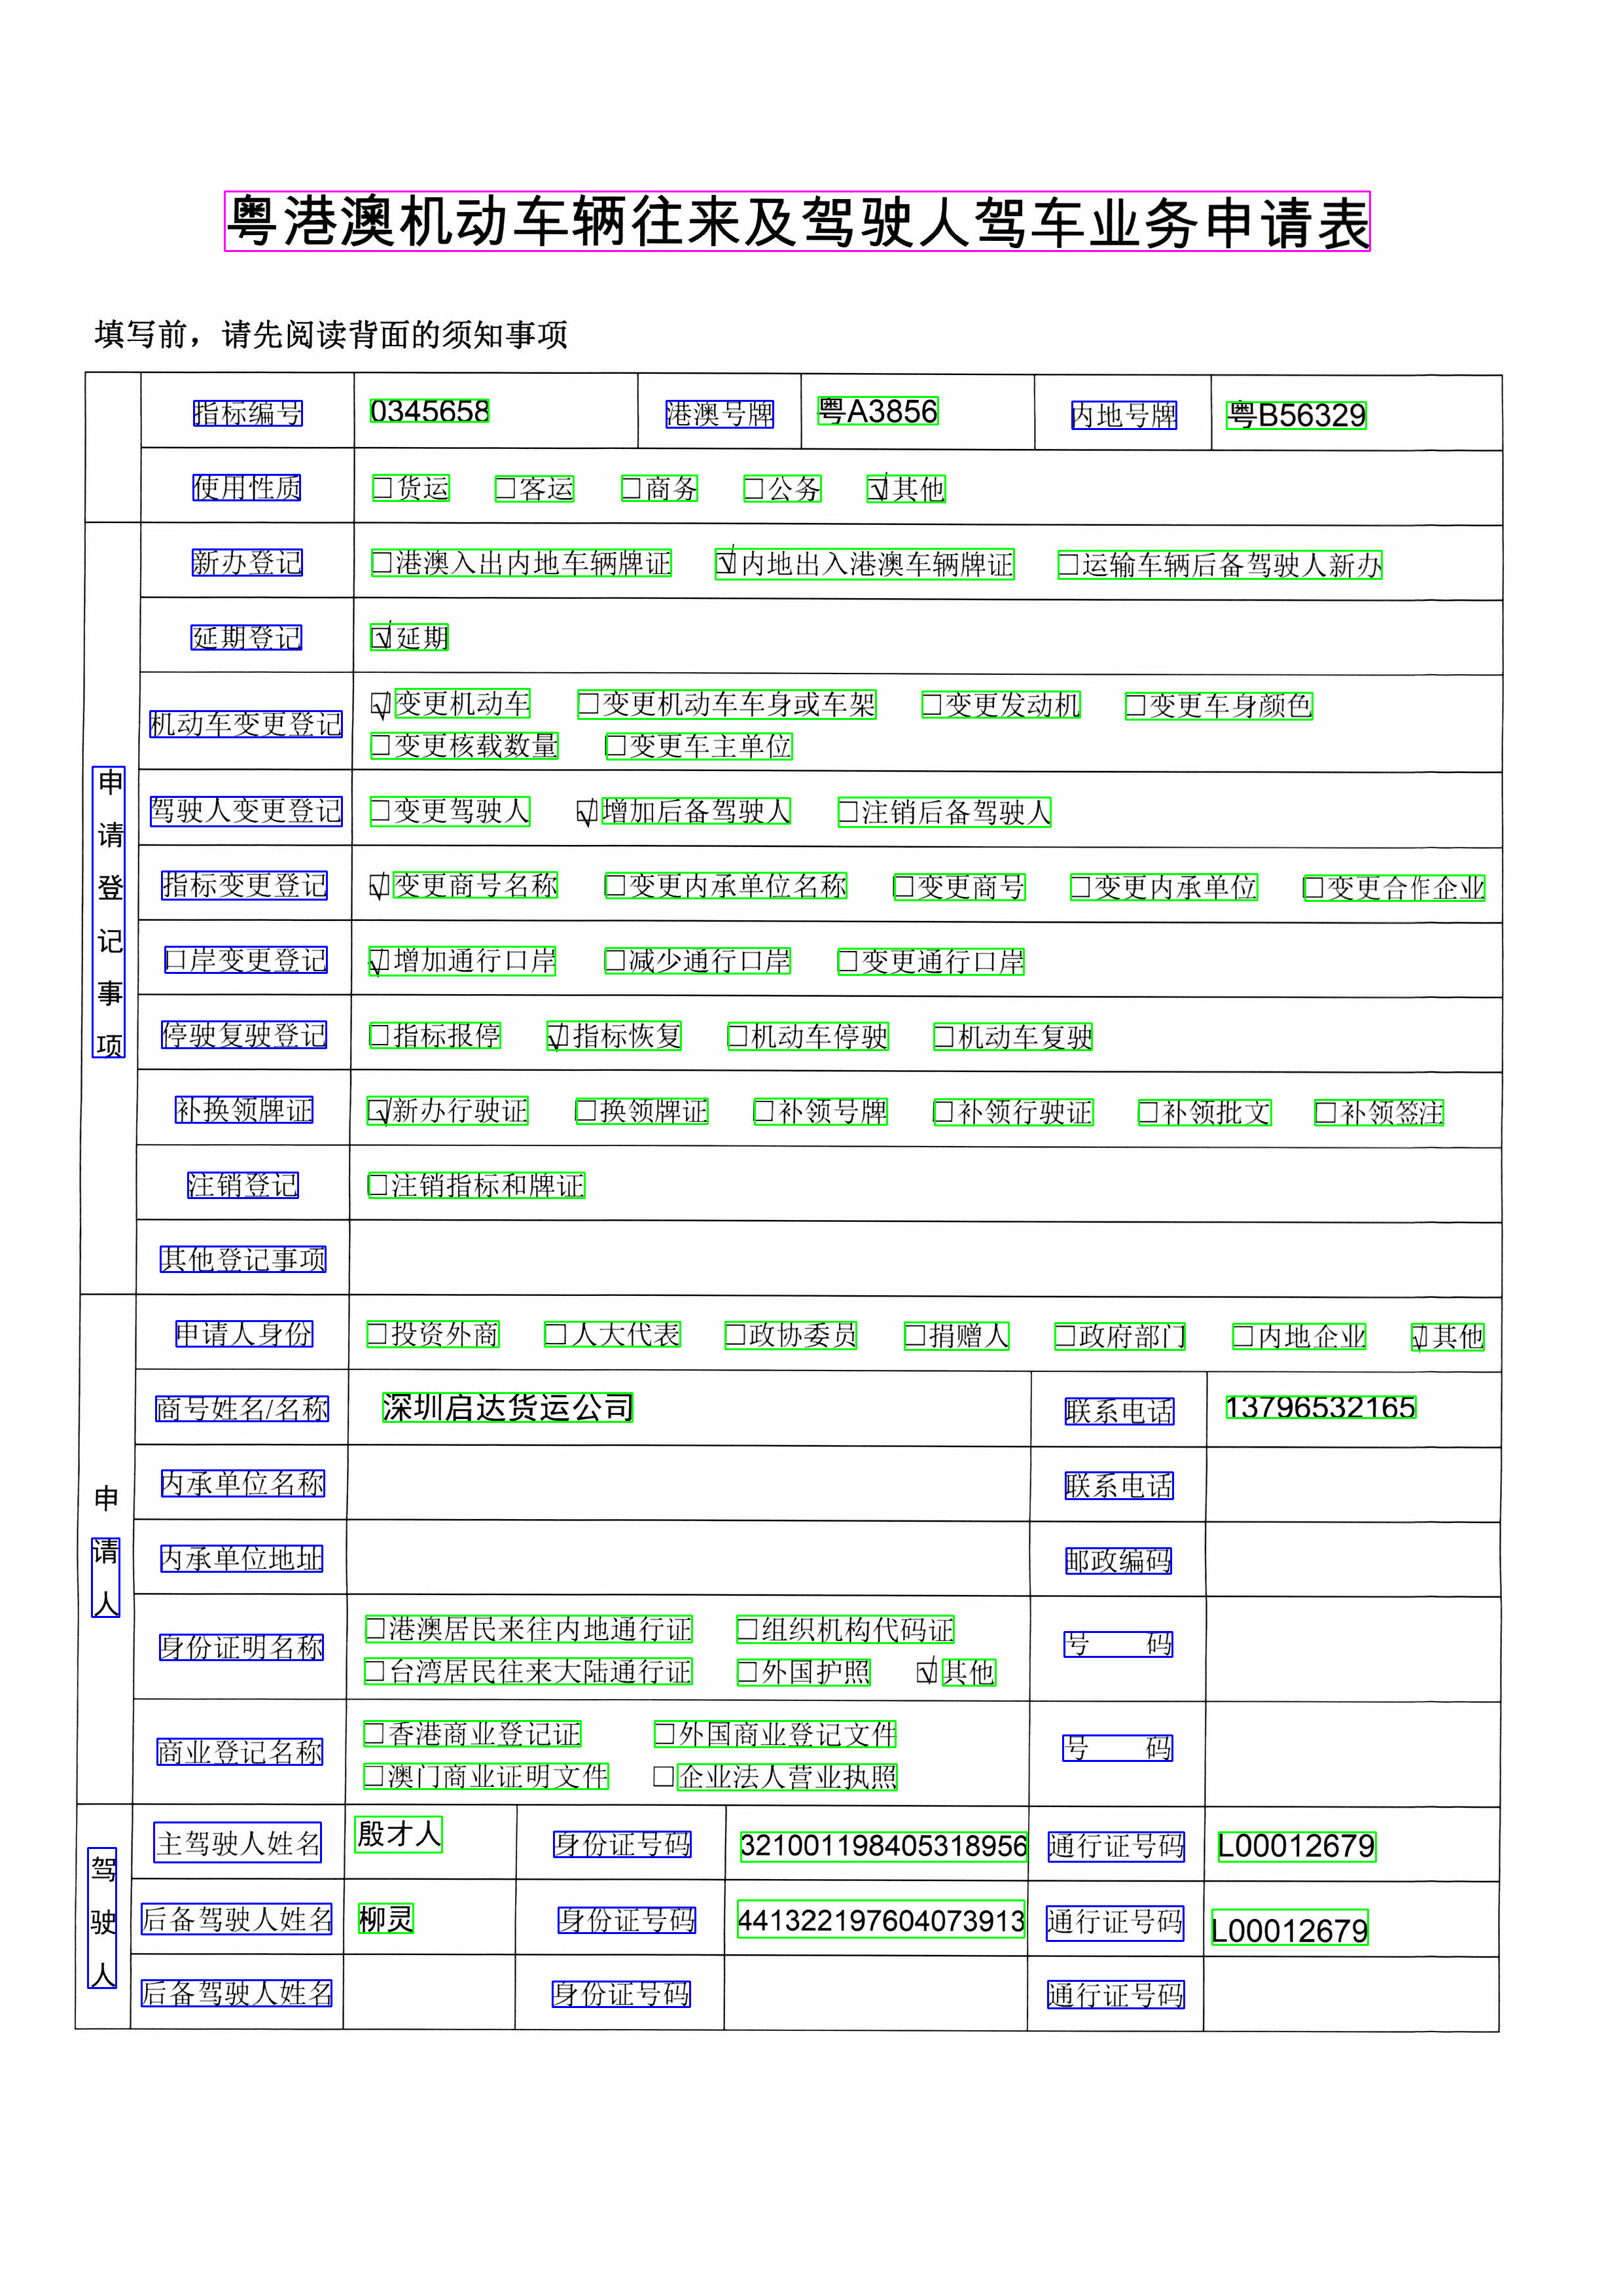 粤港澳机动车辆往来及驾驶人驾车业务申请表
填写前，请先阅读背面的须知事项
指标编号 0345658 港澳号牌 粤A3856 内地号牌 粤B56329
使用性质 □货运 □客运 □商务 □公务 ☑其他
申请登记事项
新办登记 □港澳入出内地车辆牌证 ☑内地出入港澳车辆牌证 □运输车辆后备驾驶人新办
延期登记 ☑延期
机动车变更登记 ☑变更机动车 □变更机动车车身或车架 □变更发动机 □变更车身颜色
□变更核载数量 □变更车主单位
驾驶人变更登记 □变更驾驶人 ☑增加后备驾驶人 □注销后备驾驶人
指标变更登记 ☑变更商号名称 □变更内承单位名称 □变更商号 □变更内承单位 □变更合作企业
口岸变更登记 ☑增加通行口岸 □减少通行口岸 □变更通行口岸
停驶复驶登记 □指标报停 ☑指标恢复 □机动车停驶 □机动车复驶
补换领牌证 ☑新办行驶证 □换领牌证 □补领号牌 □补领行驶证 □补领批文 □补领签注
注销登记 □注销指标和牌证
其他登记事项
申请人
申请人身份 □投资外商 □人大代表 □政协委员 □捐赠人 □政府部门 □内地企业 ☑其他
商号姓名/名称 深圳启达货运公司 联系电话 13796532165
内承单位名称 联系电话
内承单位地址 邮政编码
身份证明名称 □港澳居民来往内地通行证 □组织机构代码证 号 码
□台湾居民往来大陆通行证 □外国护照 ☑其他
商业登记名称 □香港商业登记证 □外国商业登记文件 号 码
□澳门商业证明文件 □企业法人营业执照
驾驶人
主驾驶人姓名 殷才人 身份证号码 321001198405318956 通行证号码 L00012679
后备驾驶人姓名 柳灵 身份证号码 441322197604073913 通行证号码 L00012679
后备驾驶人姓名 身份证号码 通行证号码